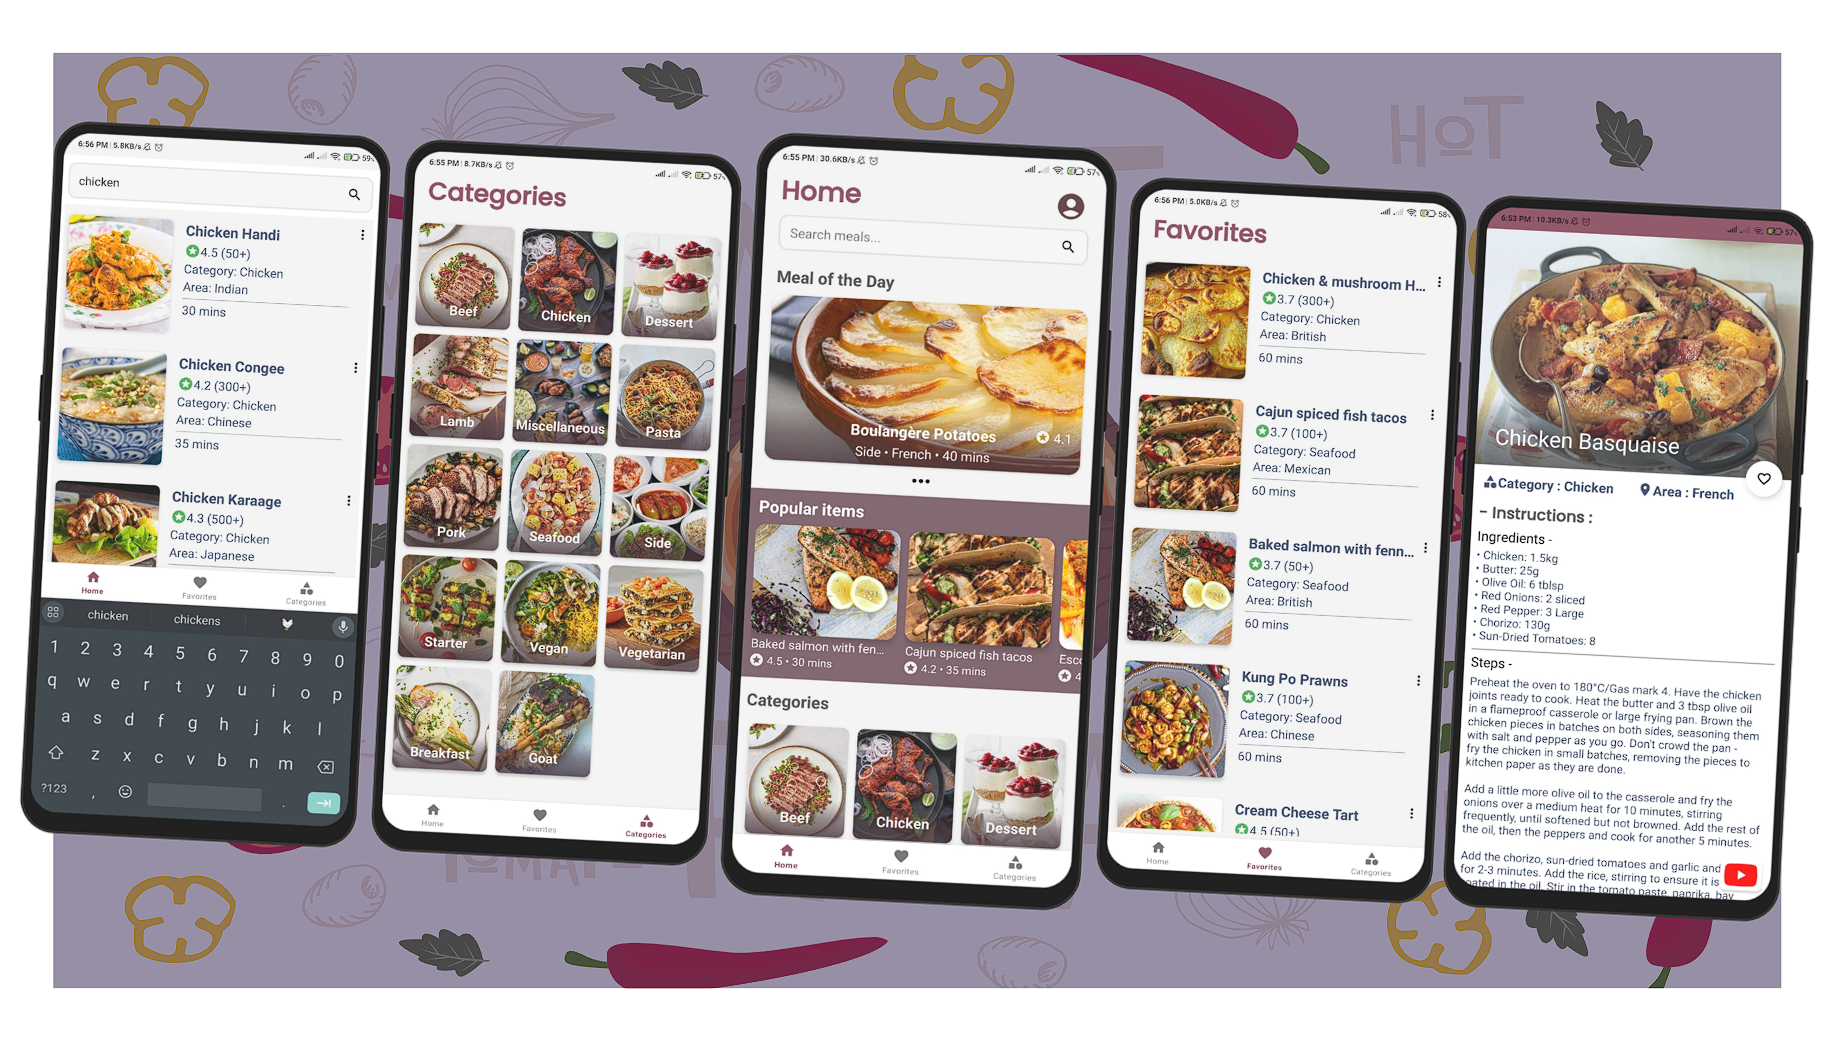 HOT
6:56 PM | 5.8KB/s
59%
chicken
Chicken Handi
4.5 (50+)
Category: Chicken
Area: Indian
30 mins
Chicken Congee
4.2 (300+)
Category: Chicken
Area: Chinese
35 mins
Chicken Karaage
4.3 (500+)
Category: Chicken
Area: Japanese
Home
Favorites
Categories
chicken
chickens
1 2 3 4 5 6 7 8 9 0
q w e r t y u i o p
a s d f g h j k l
z x c v b n m
?123 , .
6:55 PM | 8.7KB/s
57%
Categories
Beef
Chicken
Dessert
Lamb
Miscellaneous
Pasta
Pork
Seafood
Side
Starter
Vegan
Vegetarian
Breakfast
Goat
Home
Favorites
Categories
6:55 PM | 30.6KB/s
57%
Home
Search meals...
Meal of the Day
Boulangère Potatoes
4.1
Side • French • 40 mins
Popular items
Baked salmon with fen...
4.5 • 30 mins
Cajun spiced fish tacos
4.2 • 35 mins
Esc
4
Categories
Beef
Chicken
Dessert
Home
Favorites
Categories
6:56 PM | 5.0KB/s
58%
Favorites
Chicken & mushroom H...
3.7 (300+)
Category: Chicken
Area: British
60 mins
Cajun spiced fish tacos
3.7 (100+)
Category: Seafood
Area: Mexican
60 mins
Baked salmon with fenn...
3.7 (50+)
Category: Seafood
Area: British
60 mins
Kung Po Prawns
3.7 (100+)
Category: Seafood
Area: Chinese
60 mins
Cream Cheese Tart
4.5 (50+)
Home
Favorites
Categories
6:53 PM | 10.3KB/s
57%
Chicken Basquaise
Category : Chicken
Area : French
- Instructions :
Ingredients -
• Chicken: 1.5kg
• Butter: 25g
• Olive Oil: 6 tblsp
• Red Onions: 2 sliced
• Red Pepper: 3 Large
• Chorizo: 130g
• Sun-Dried Tomatoes: 8
Steps -
Preheat the oven to 180°C/Gas mark 4. Have the chicken
joints ready to cook. Heat the butter and 3 tbsp olive oil
in a flameproof casserole or large frying pan. Brown the
chicken pieces in batches on both sides, seasoning them
with salt and pepper as you go. Don't crowd the pan -
fry the chicken in small batches, removing the pieces to
kitchen paper as they are done.
Add a little more olive oil to the casserole and fry the
onions over a medium heat for 10 minutes, stirring
frequently, until softened but not browned. Add the rest of
the oil, then the peppers and cook for another 5 minutes.
Add the chorizo, sun-dried tomatoes and garlic and
for 2-3 minutes. Add the rice, stirring to ensure it is
coated in the oil. Stir in the tomato paste, paprika, bay